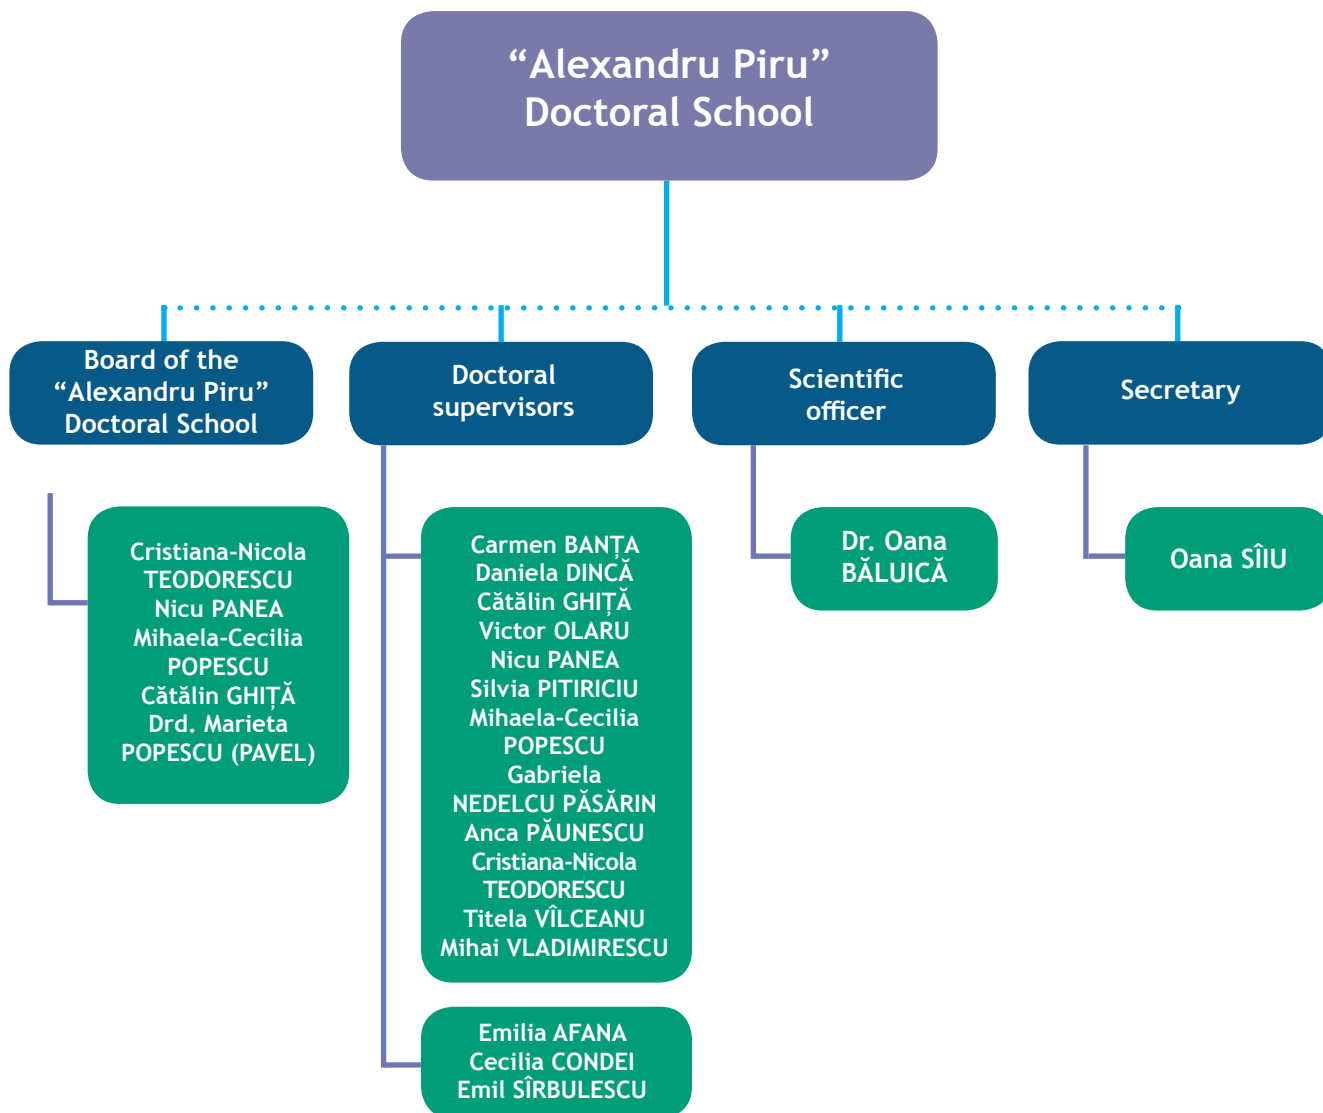 “Alexandru Piru”
Doctoral School
Board of the
“Alexandru Piru”
Doctoral School
Doctoral
supervisors
Scientific
officer
Secretary
Cristiana-Nicola
TEODORESCU
Nicu PANEA
Mihaela-Cecilia
POPESCU
Cătălin GHIȚĂ
Drd. Marieta
POPESCU (PAVEL)
Carmen BANȚA
Daniela DINCĂ
Cătălin GHIȚĂ
Victor OLARU
Nicu PANEA
Silvia PITIRICIU
Mihaela-Cecilia
POPESCU
Gabriela
NEDELCU PĂSĂRIN
Anca PĂUNESCU
Cristiana-Nicola
TEODORESCU
Titela VÎLCEANU
Mihai VLADIMIRESCU
Emilia AFANA
Cecilia CONDEI
Emil SÎRBULESCU
Dr. Oana
BĂLUICĂ
Oana SÎIU